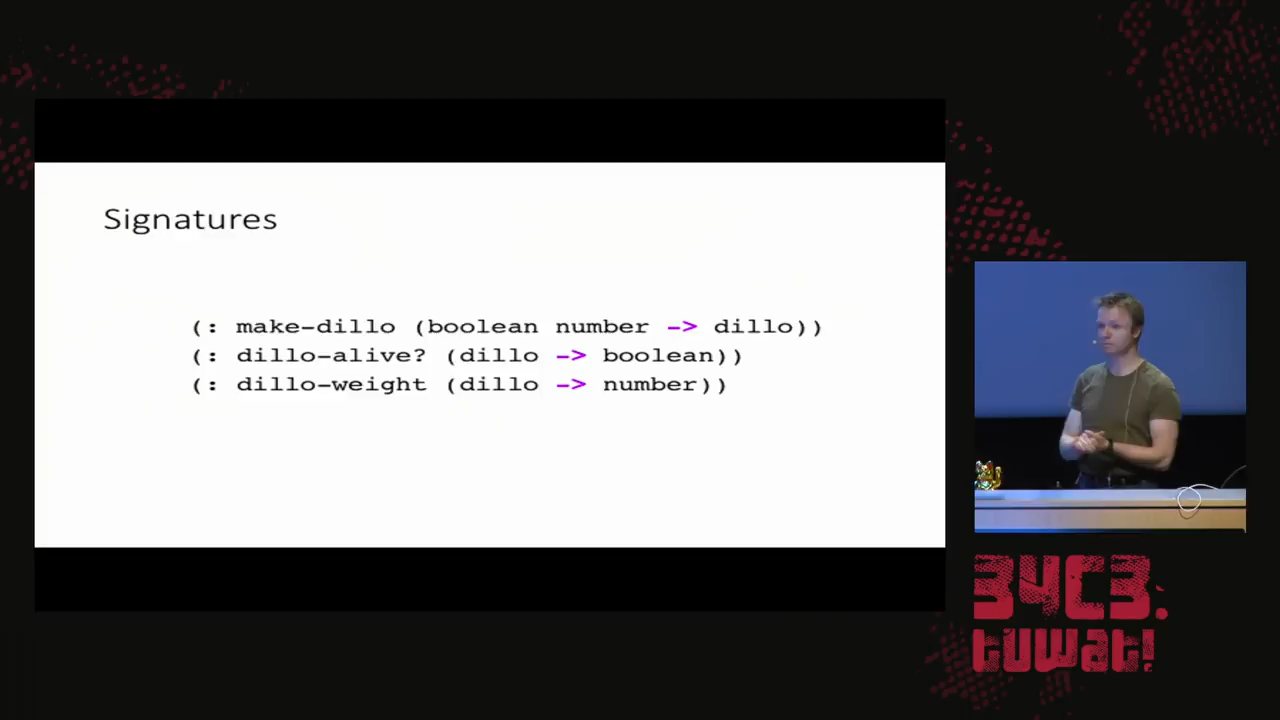 Signatures
(: make-dillo (boolean number -> dillo))
(: dillo-alive? (dillo -> boolean))
(: dillo-weight (dillo -> number))
34C3.
tuwat!